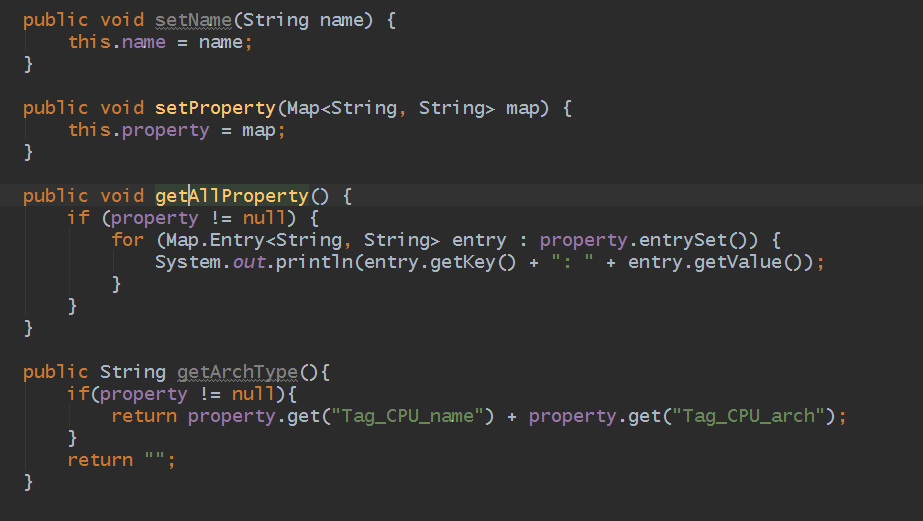 public void setName(String name) {
    this.name = name;
}
public void setProperty(Map<String, String> map) {
    this.property = map;
}
public void getAllProperty() {
    if (property != null) {
        for (Map.Entry<String, String> entry : property.entrySet()) {
            System.out.println(entry.getKey() + ": " + entry.getValue());
        }
    }
}
public String getArchType(){
    if(property != null){
        return property.get("Tag_CPU_name") + property.get("Tag_CPU_arch");
    }
    return "";
}